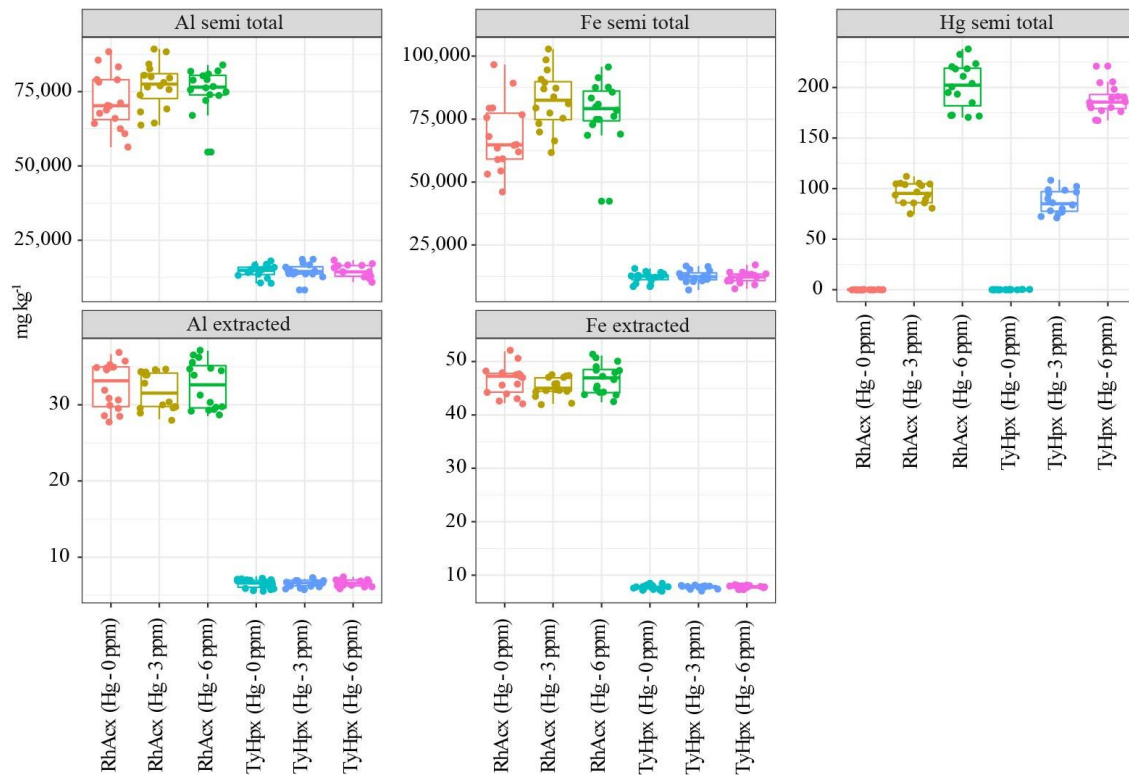 Al semi total
Fe semi total
Hg semi total
mg kg⁻¹
75,000
50,000
25,000
100,000
75,000
50,000
25,000
200
150
100
50
0
RhAcx (Hg - 0 ppm)
RhAcx (Hg - 3 ppm)
RhAcx (Hg - 6 ppm)
TyHpx (Hg - 0 ppm)
TyHpx (Hg - 3 ppm)
TyHpx (Hg - 6 ppm)
Al extracted
Fe extracted
30
20
10
50
40
30
20
10
RhAcx (Hg - 0 ppm)
RhAcx (Hg - 3 ppm)
RhAcx (Hg - 6 ppm)
TyHpx (Hg - 0 ppm)
TyHpx (Hg - 3 ppm)
TyHpx (Hg - 6 ppm)
RhAcx (Hg - 0 ppm)
RhAcx (Hg - 3 ppm)
RhAcx (Hg - 6 ppm)
TyHpx (Hg - 0 ppm)
TyHpx (Hg - 3 ppm)
TyHpx (Hg - 6 ppm)